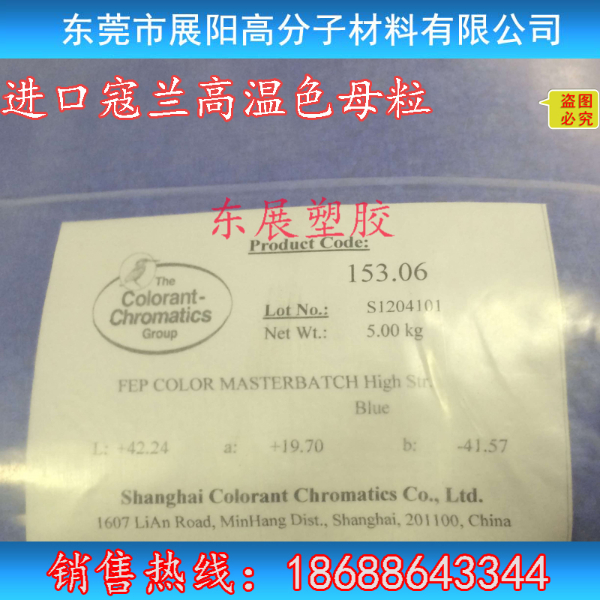 东莞市展阳高分子材料有限公司
进口寇兰高温色母粒
盗图
必究
东展塑胶
Product Code:
153.06
The
Colorant-
Chromatics
Group
Lot No.: S1204101
Net Wt.: 5.00 kg
FEP COLOR MASTERBATCH High Str.
Blue
L: +42.24 a: +19.70 b: -41.57
Shanghai Colorant Chromatics Co., Ltd.
1607 LiAn Road, MinHang Dist., Shanghai, 201100, China
销售热线：18688643344